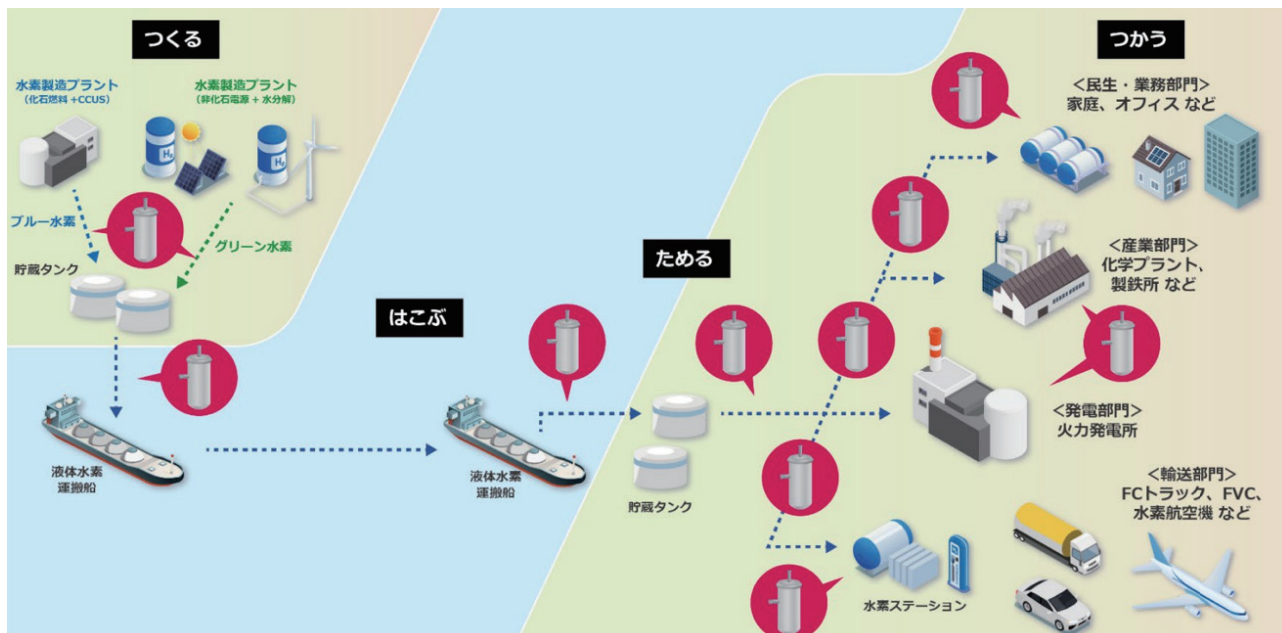 つくる
水素製造プラント
(化石燃料+CCUS)
水素製造プラント
(非化石電源+水分解)
H₂
H₂
ブルー水素
グリーン水素
貯蔵タンク
はこぶ
液体水素
運搬船
液体水素
運搬船
ためる
貯蔵タンク
つかう
<民生・業務部門>
家庭、オフィス など
<産業部門>
化学プラント、
製鉄所 など
<発電部門>
火力発電所
<輸送部門>
FCトラック、FVC、
水素航空機 など
水素ステーション